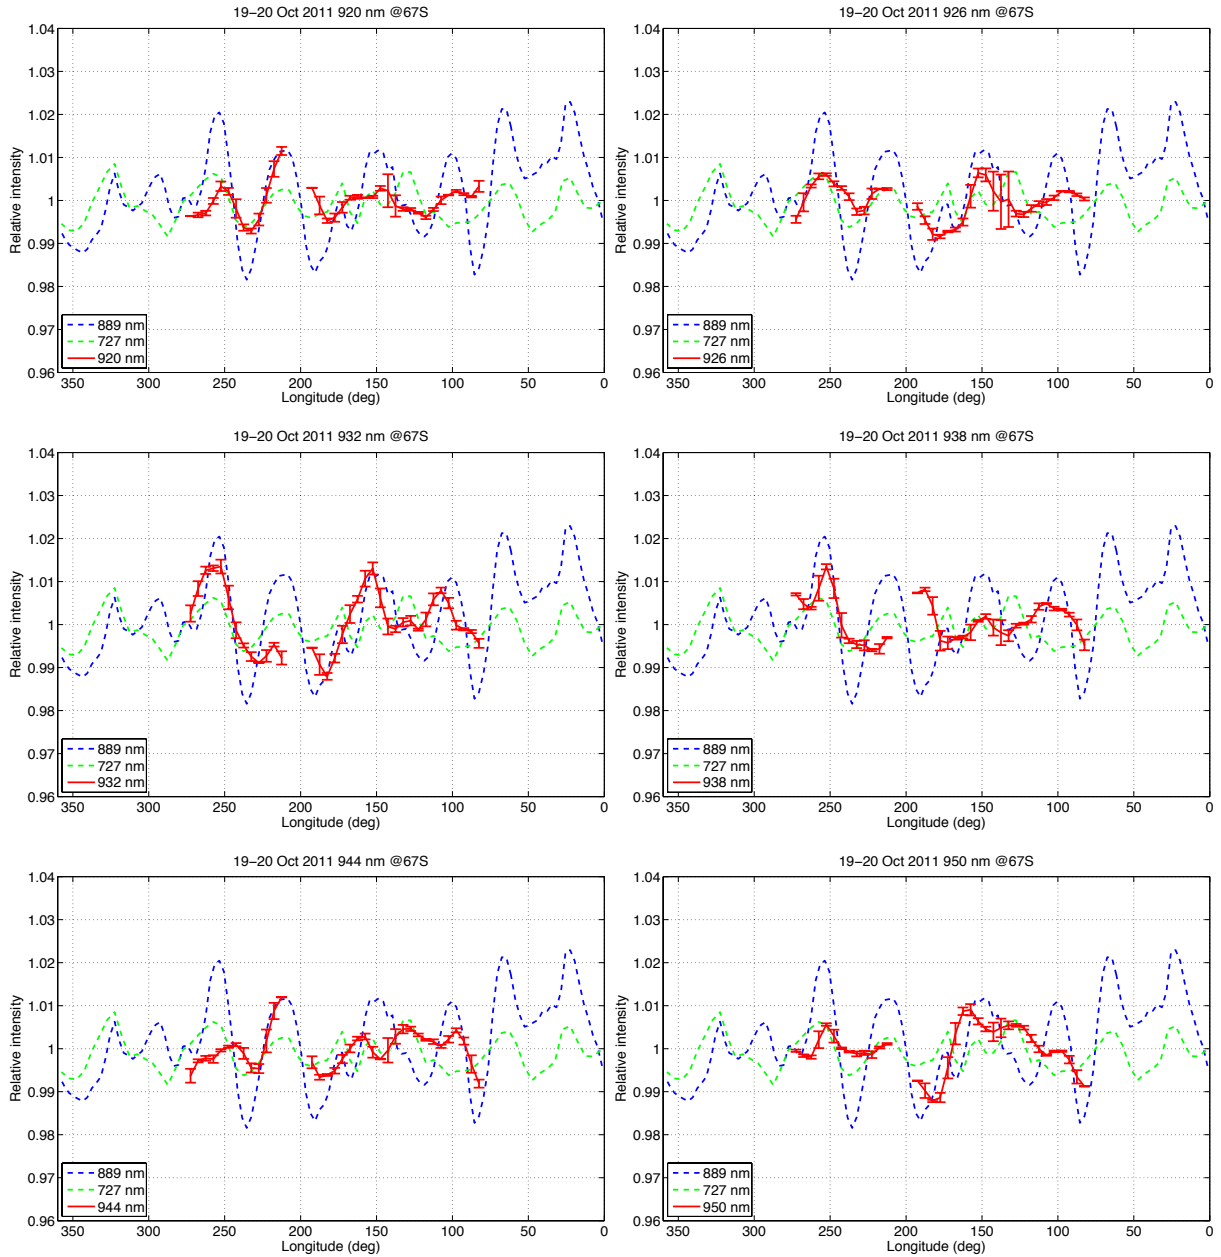 19−20 Oct 2011 920 nm @67S
1.04
1.03
1.02
1.01
1
0.99
0.98
0.97
0.96
Relative intensity
889 nm
727 nm
920 nm
350 300 250 200 150 100 50 0
Longitude (deg)
19−20 Oct 2011 926 nm @67S
1.04
1.03
1.02
1.01
1
0.99
0.98
0.97
0.96
Relative intensity
889 nm
727 nm
926 nm
350 300 250 200 150 100 50 0
Longitude (deg)
19−20 Oct 2011 932 nm @67S
1.04
1.03
1.02
1.01
1
0.99
0.98
0.97
0.96
Relative intensity
889 nm
727 nm
932 nm
350 300 250 200 150 100 50 0
Longitude (deg)
19−20 Oct 2011 938 nm @67S
1.04
1.03
1.02
1.01
1
0.99
0.98
0.97
0.96
Relative intensity
889 nm
727 nm
938 nm
350 300 250 200 150 100 50 0
Longitude (deg)
19−20 Oct 2011 944 nm @67S
1.04
1.03
1.02
1.01
1
0.99
0.98
0.97
0.96
Relative intensity
889 nm
727 nm
944 nm
350 300 250 200 150 100 50 0
Longitude (deg)
19−20 Oct 2011 950 nm @67S
1.04
1.03
1.02
1.01
1
0.99
0.98
0.97
0.96
Relative intensity
889 nm
727 nm
950 nm
350 300 250 200 150 100 50 0
Longitude (deg)